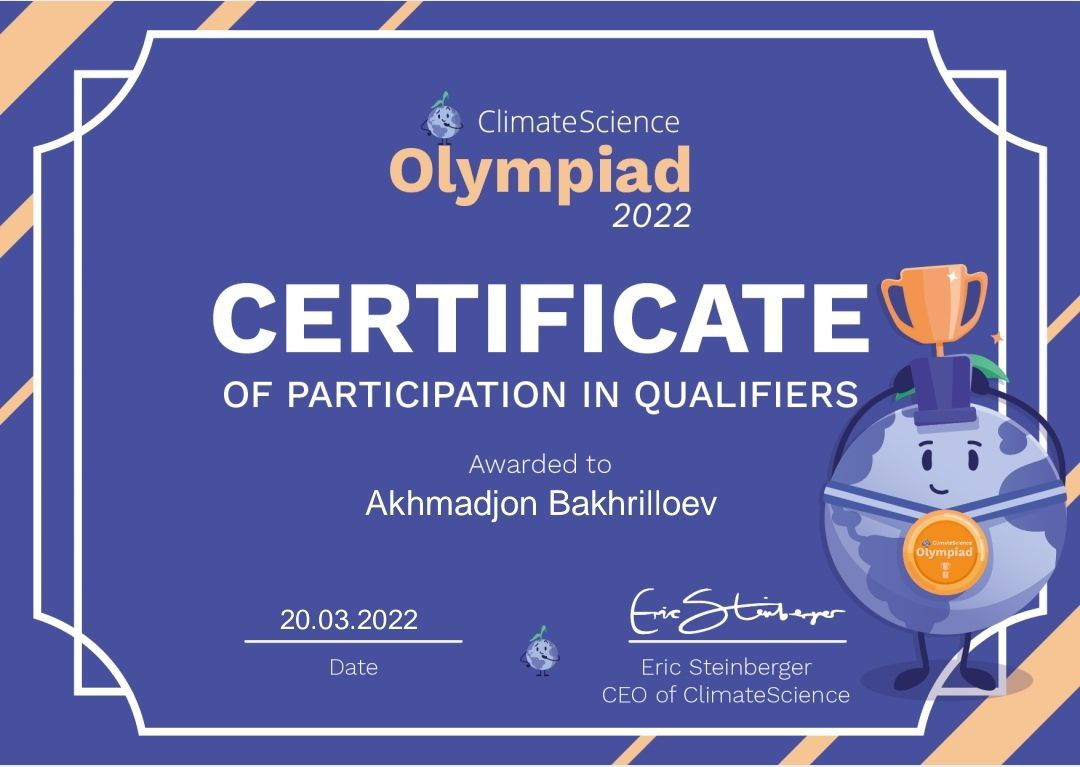 ClimateScience
Olympiad
2022
CERTIFICATE
OF PARTICIPATION IN QUALIFIERS
Awarded to
Akhmadjon Bakhrilloev
ClimateScience
Olympiad
20.03.2022
Eric Steinberger
Date
Eric Steinberger
CEO of ClimateScience